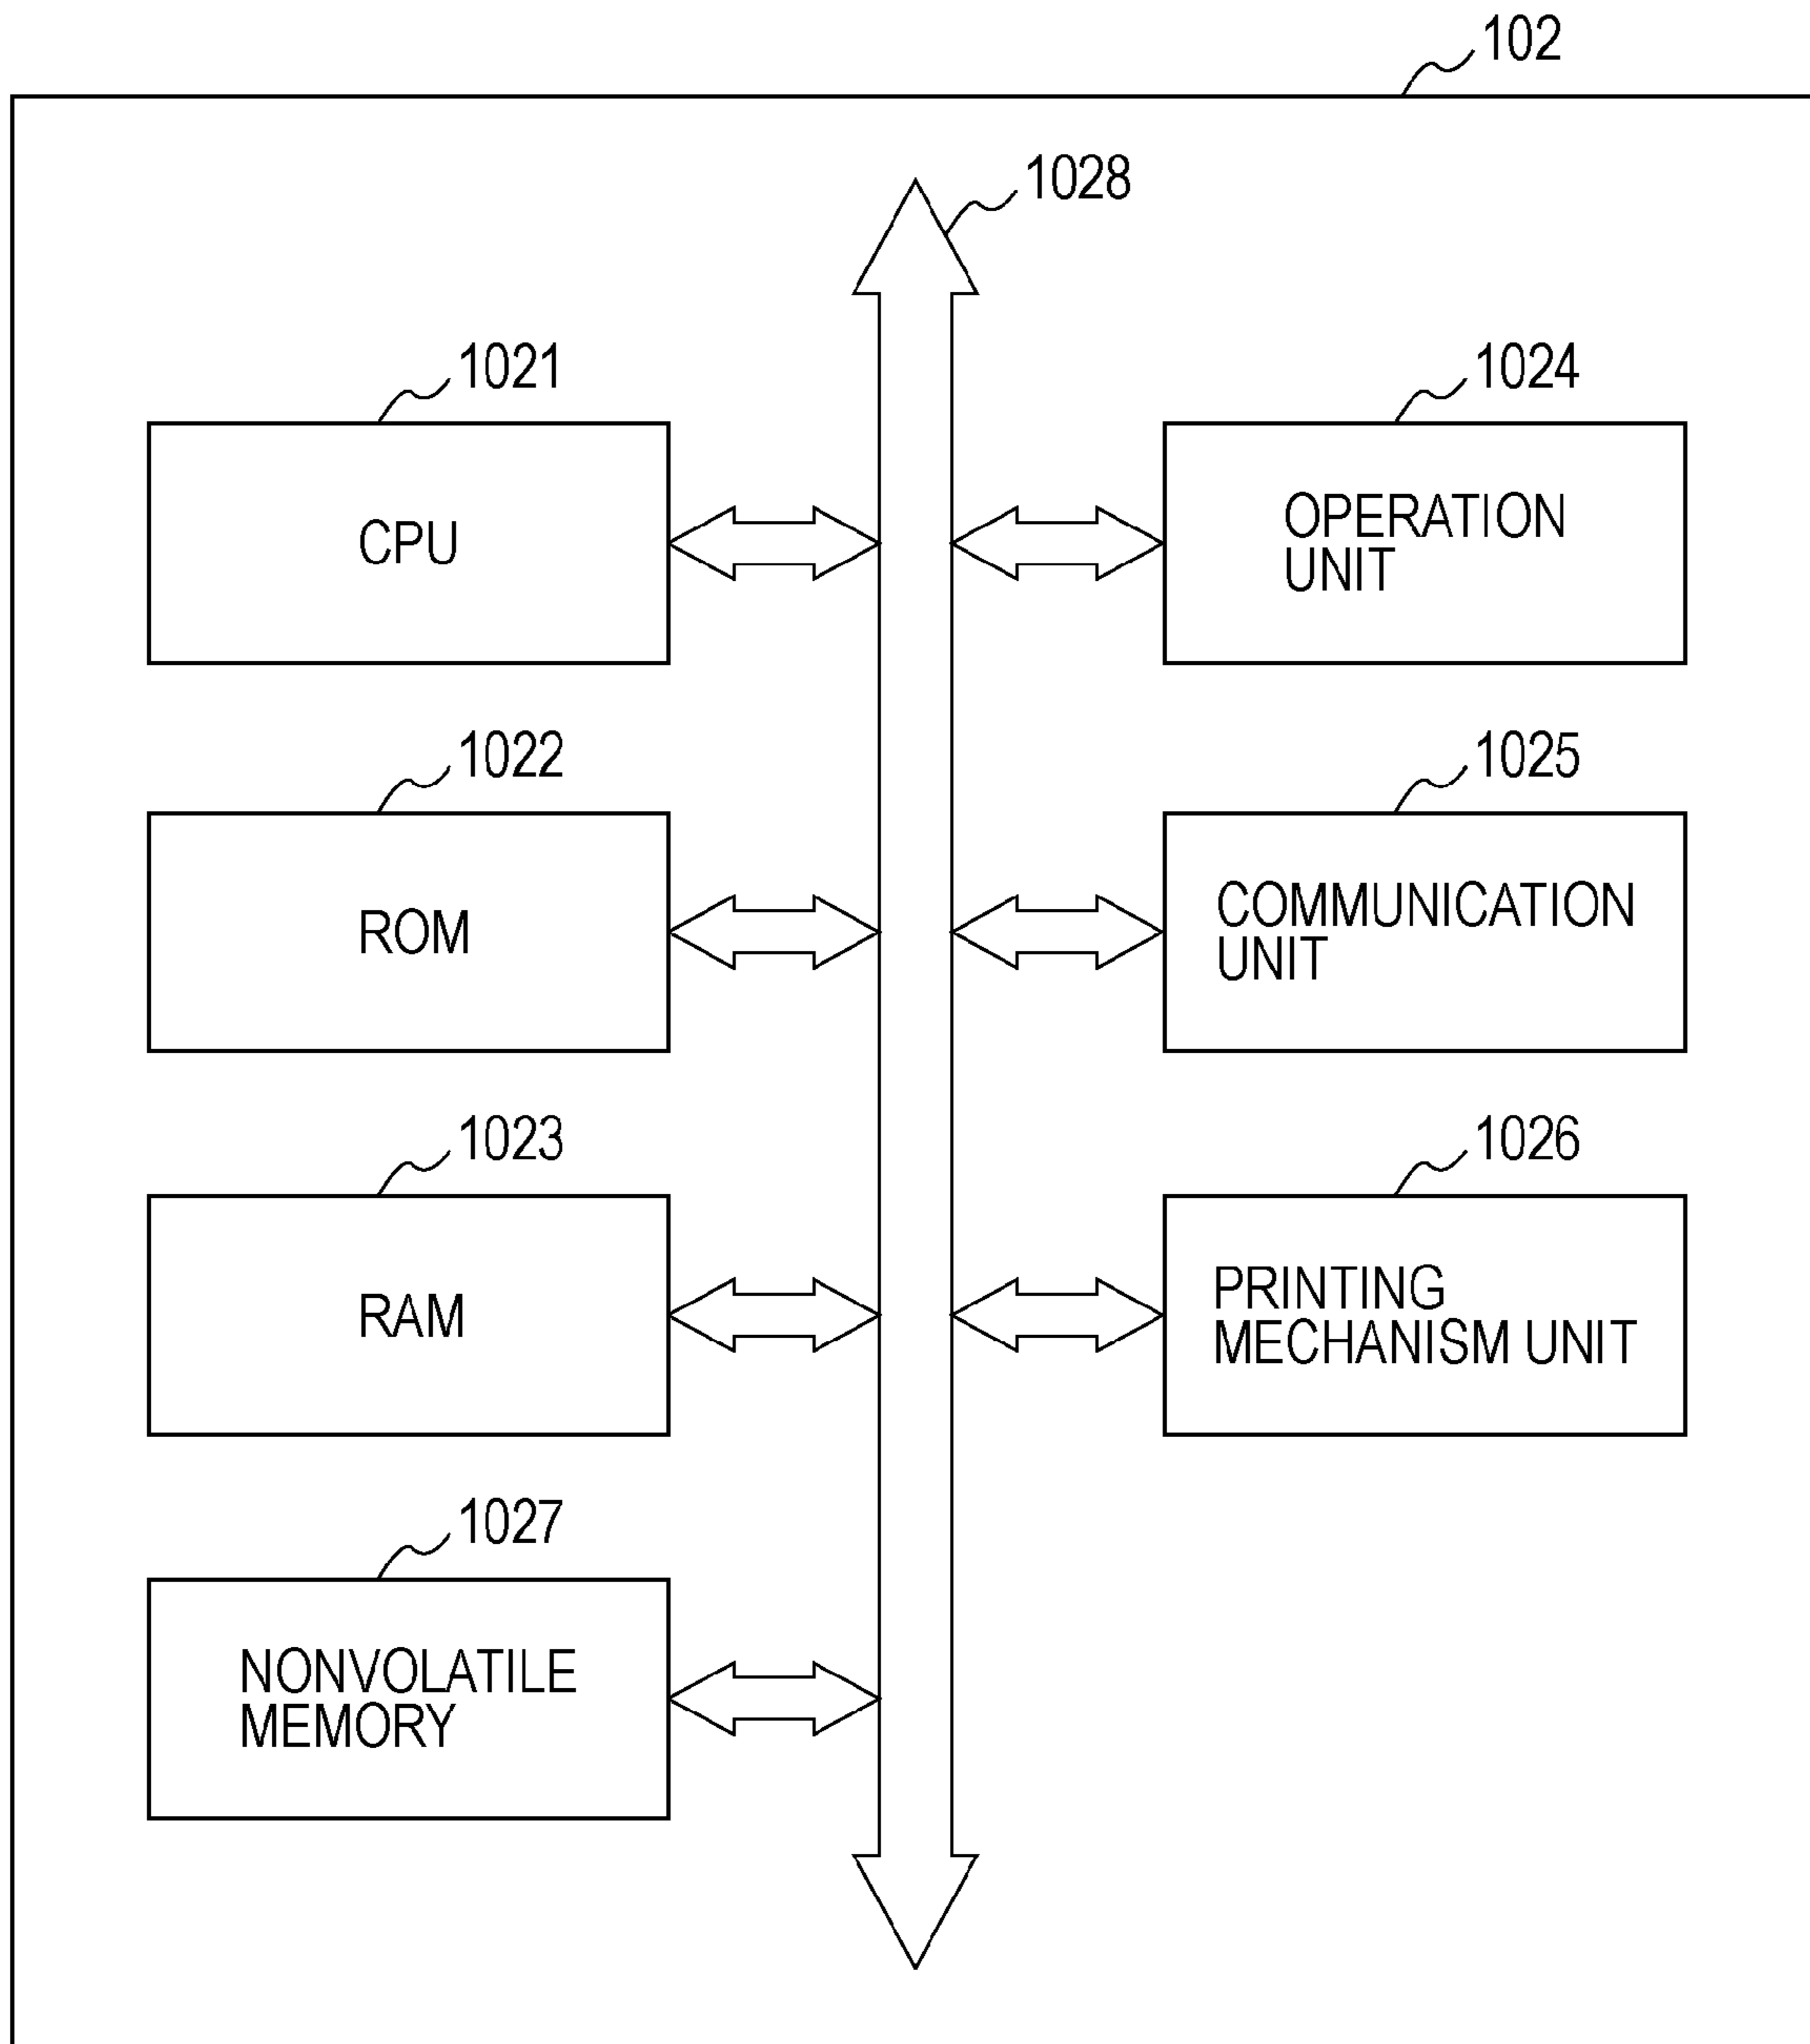 102
1028
1021
CPU
1024
OPERATION
UNIT
1022
ROM
1025
COMMUNICATION
UNIT
1023
RAM
1026
PRINTING
MECHANISM UNIT
1027
NONVOLATILE
MEMORY